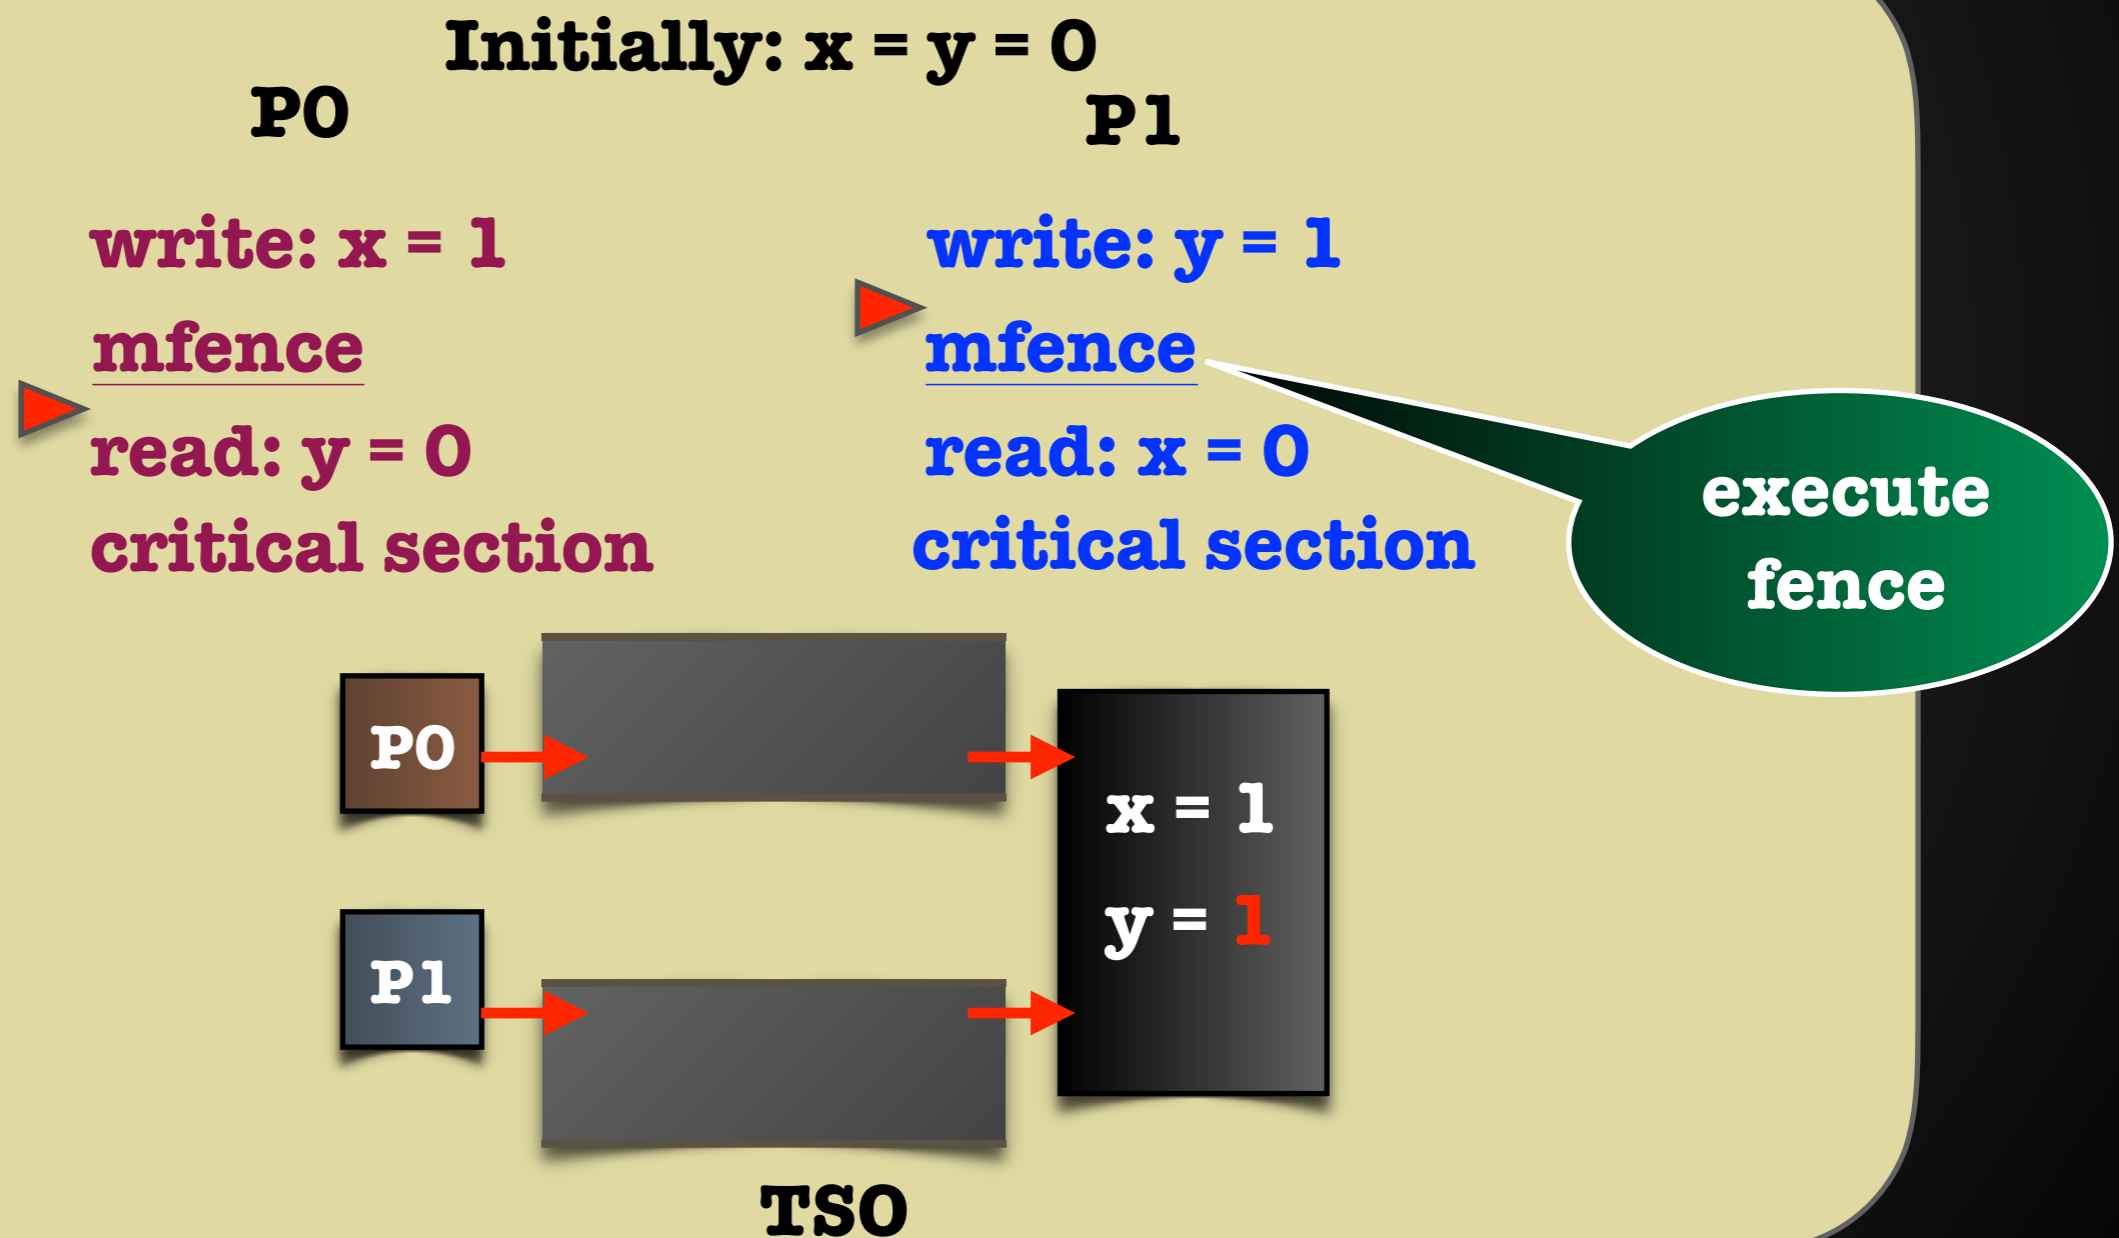 Initially: x = y = 0
P0
P1
write: x = 1
write: y = 1
mfence
mfence
read: y = 0
read: x = 0
critical section
critical section
execute
fence
P0
x = 1
y = 1
P1
TSO